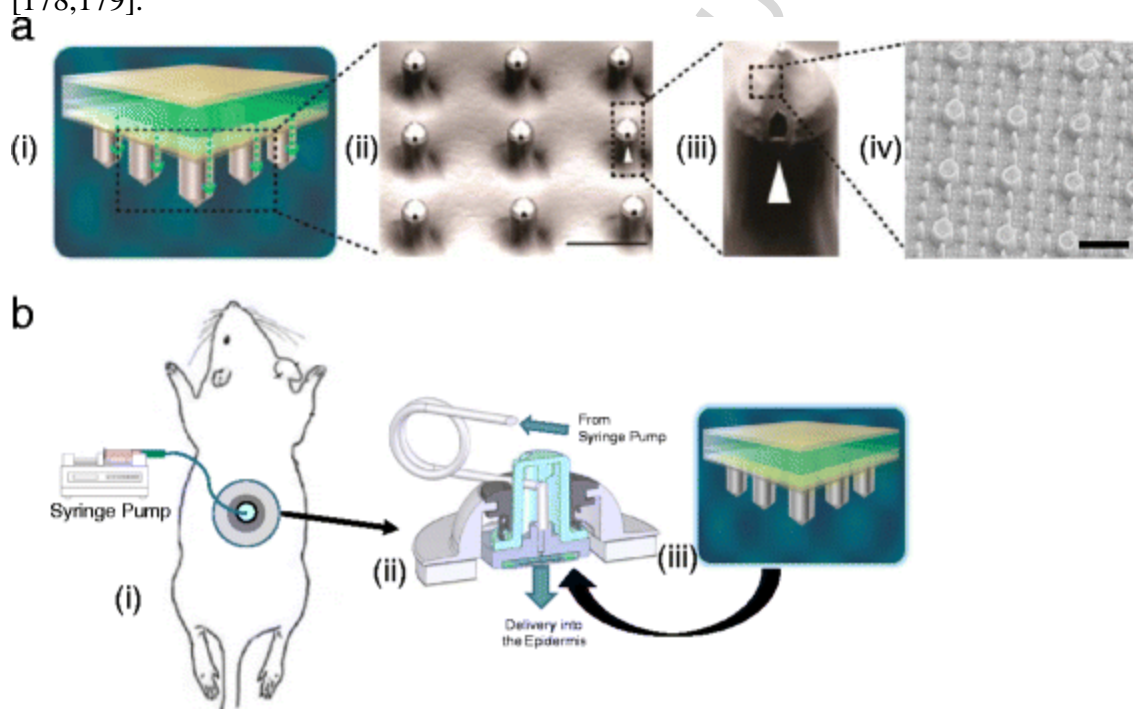 [178,179].
a
(i)
(ii)
(iii)
(iv)
b
Syringe Pump
(i)
From
Syringe Pump
(ii)
Delivery into
the Epidermis
(iii)